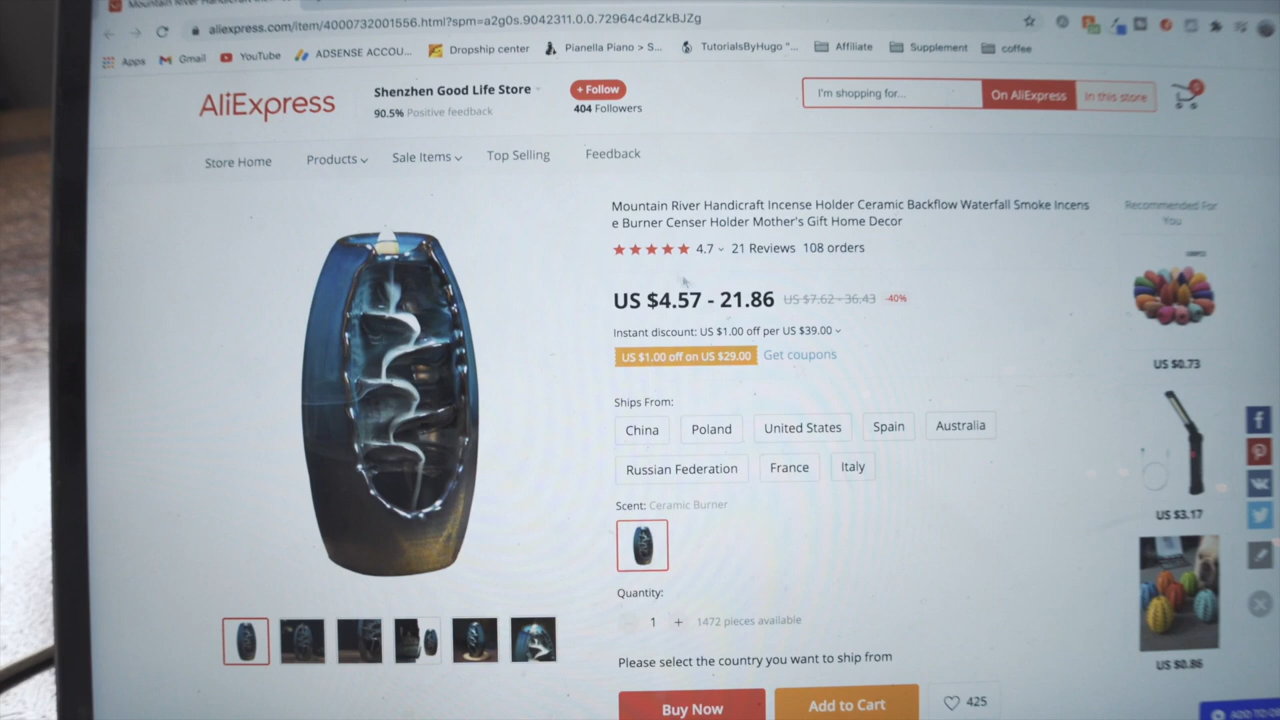 aliexpress.com/item/4000732001556.html?spm=a2g0s.9042311.0.0.72964c4dZkBJZg
Apps
Gmail
YouTube
ADSENSE ACCOU...
Dropship center
Pianella Piano > S...
TutorialsByHugo "...
Affiliate
Supplement
coffee
AliExpress
Shenzhen Good Life Store
90.5% Positive feedback
+ Follow
404 Followers
I'm shopping for...
On AliExpress
In this store
Store Home
Products
Sale Items
Top Selling
Feedback
Mountain River Handicraft Incense Holder Ceramic Backflow Waterfall Smoke Incens
e Burner Censer Holder Mother's Gift Home Decor
4.7
21 Reviews
108 orders
US $4.57 - 21.86
US $7.62 - 36.43
-40%
Instant discount: US $1.00 off per US $39.00
US $1.00 off on US $29.00
Get coupons
Ships From:
China
Poland
United States
Spain
Australia
Russian Federation
France
Italy
Scent: Ceramic Burner
Quantity:
1
+
1472 pieces available
Please select the country you want to ship from
Buy Now
Add to Cart
425
Recommended For
You
US $0.73
US $3.17
US $0.86